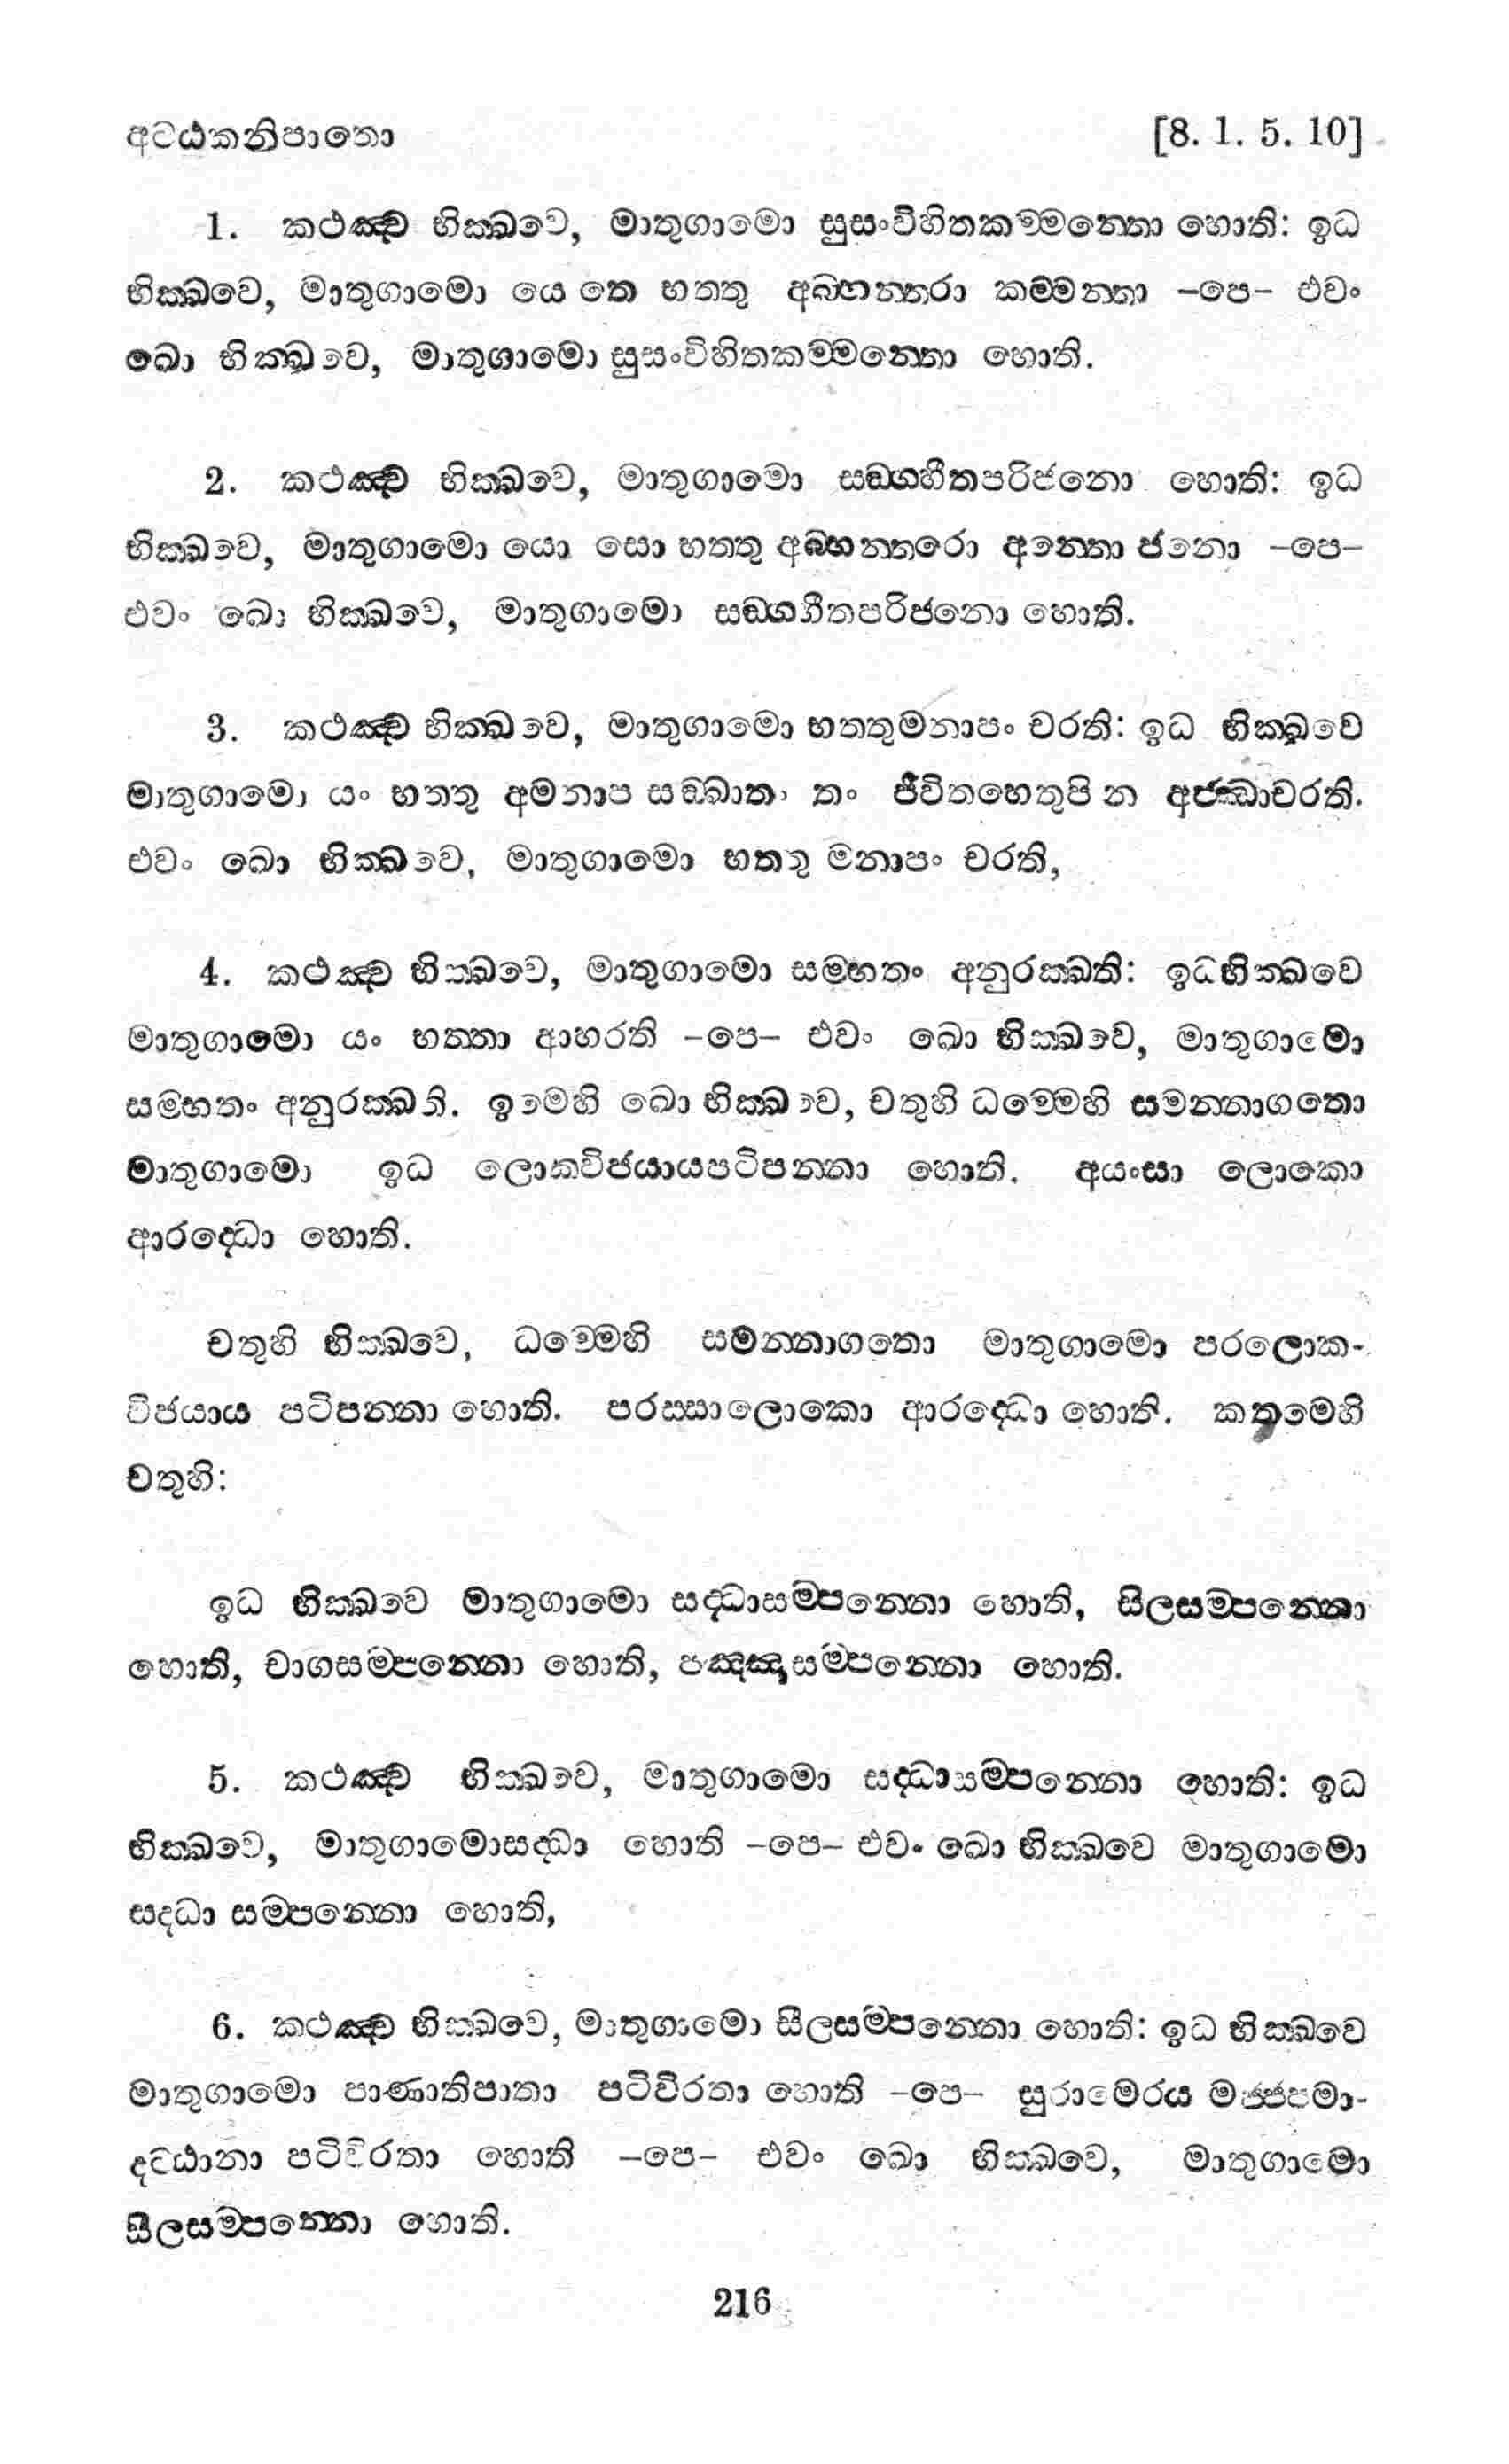 අට්ඨකනිපාතො [8. 1. 5. 10]
1. කථඤ්ච භික්ඛවෙ, මාතුගාමො සුසංවිහිතකම්මන්තො හොති: ඉධ
භික්ඛවෙ, මාතුගාමො යෙ තෙ භත්තු අබ්භන්තරා කම්මන්තා –පෙ– එවං
ඛො භික්ඛවෙ, මාතුගාමො සුසංවිහිතකම්මන්තො හොති.
2. කථඤ්ච භික්ඛවෙ, මාතුගාමො සඞ්ගහීතපරිජනො හොති: ඉධ
භික්ඛවෙ, මාතුගාමො යො සො භත්තු අබ්භන්තරො අන්තො ජනො –පෙ–
එවං ඛො භික්ඛවෙ, මාතුගාමො සඞ්ගහීතපරිජනො හොති.
3. කථඤ්ච භික්ඛවෙ, මාතුගාමො භත්තුමනාපං චරති: ඉධ භික්ඛවෙ
මාතුගාමො යං භත්තු අමනාප සඞ්ඛාතං තං ජීවිතහෙතුපි න අජ්ඣාචරති.
එවං ඛො භික්ඛවෙ, මාතුගාමො භත්තු මනාපං චරති,
4. කථඤ්ච භික්ඛවෙ, මාතුගාමො සම්භතං අනුරක්ඛති: ඉධභික්ඛවෙ
මාතුගාමො යං භත්තා ආහරති –පෙ– එවං ඛො භික්ඛවෙ, මාතුගාමො
සම්භතං අනුරක්ඛති. ඉමෙහි ඛො භික්ඛවෙ, චතුහි ධම්මෙහි සමන්නාගතො
මාතුගාමො ඉධ ලොකවිජයායපටිපන්නා හොති. අයංසා ලොකො
ආරද්ධො හොති.
චතුහි භික්ඛවෙ, ධම්මෙහි සමන්නාගතො මාතුගාමො පරලොක-
විජයාය පටිපන්නා හොති. පරස්සාලොකො ආරද්ධො හොති. කතමෙහි
චතුහි:
ඉධ භික්ඛවෙ මාතුගාමො සද්ධාසම්පන්නො හොති, සිලසම්පන්නො
හොති, චාගසම්පන්නො හොති, පඤ්ඤාසම්පන්නො හොති.
5. කථඤ්ච භික්ඛවෙ, මාතුගාමො සද්ධාසම්පන්නො හොති: ඉධ
භික්ඛවෙ, මාතුගාමොසද්ධා හොති –පෙ– එවං ඛො භික්ඛවෙ මාතුගාමො
සද්ධා සම්පන්නො හොති,
6. කථඤ්ච භික්ඛවෙ, මාතුගාමො සීලසම්පන්නො හොති: ඉධ භික්ඛවෙ
මාතුගාමො පාණාතිපාතා පටිවිරතා හොති –පෙ– සුරාමෙරය මජ්ජපමා-
දට්ඨානා පටිවිරතා හොති –පෙ– එවං ඛො භික්ඛවෙ, මාතුගාමො
සීලසම්පන්නො හොති.
216